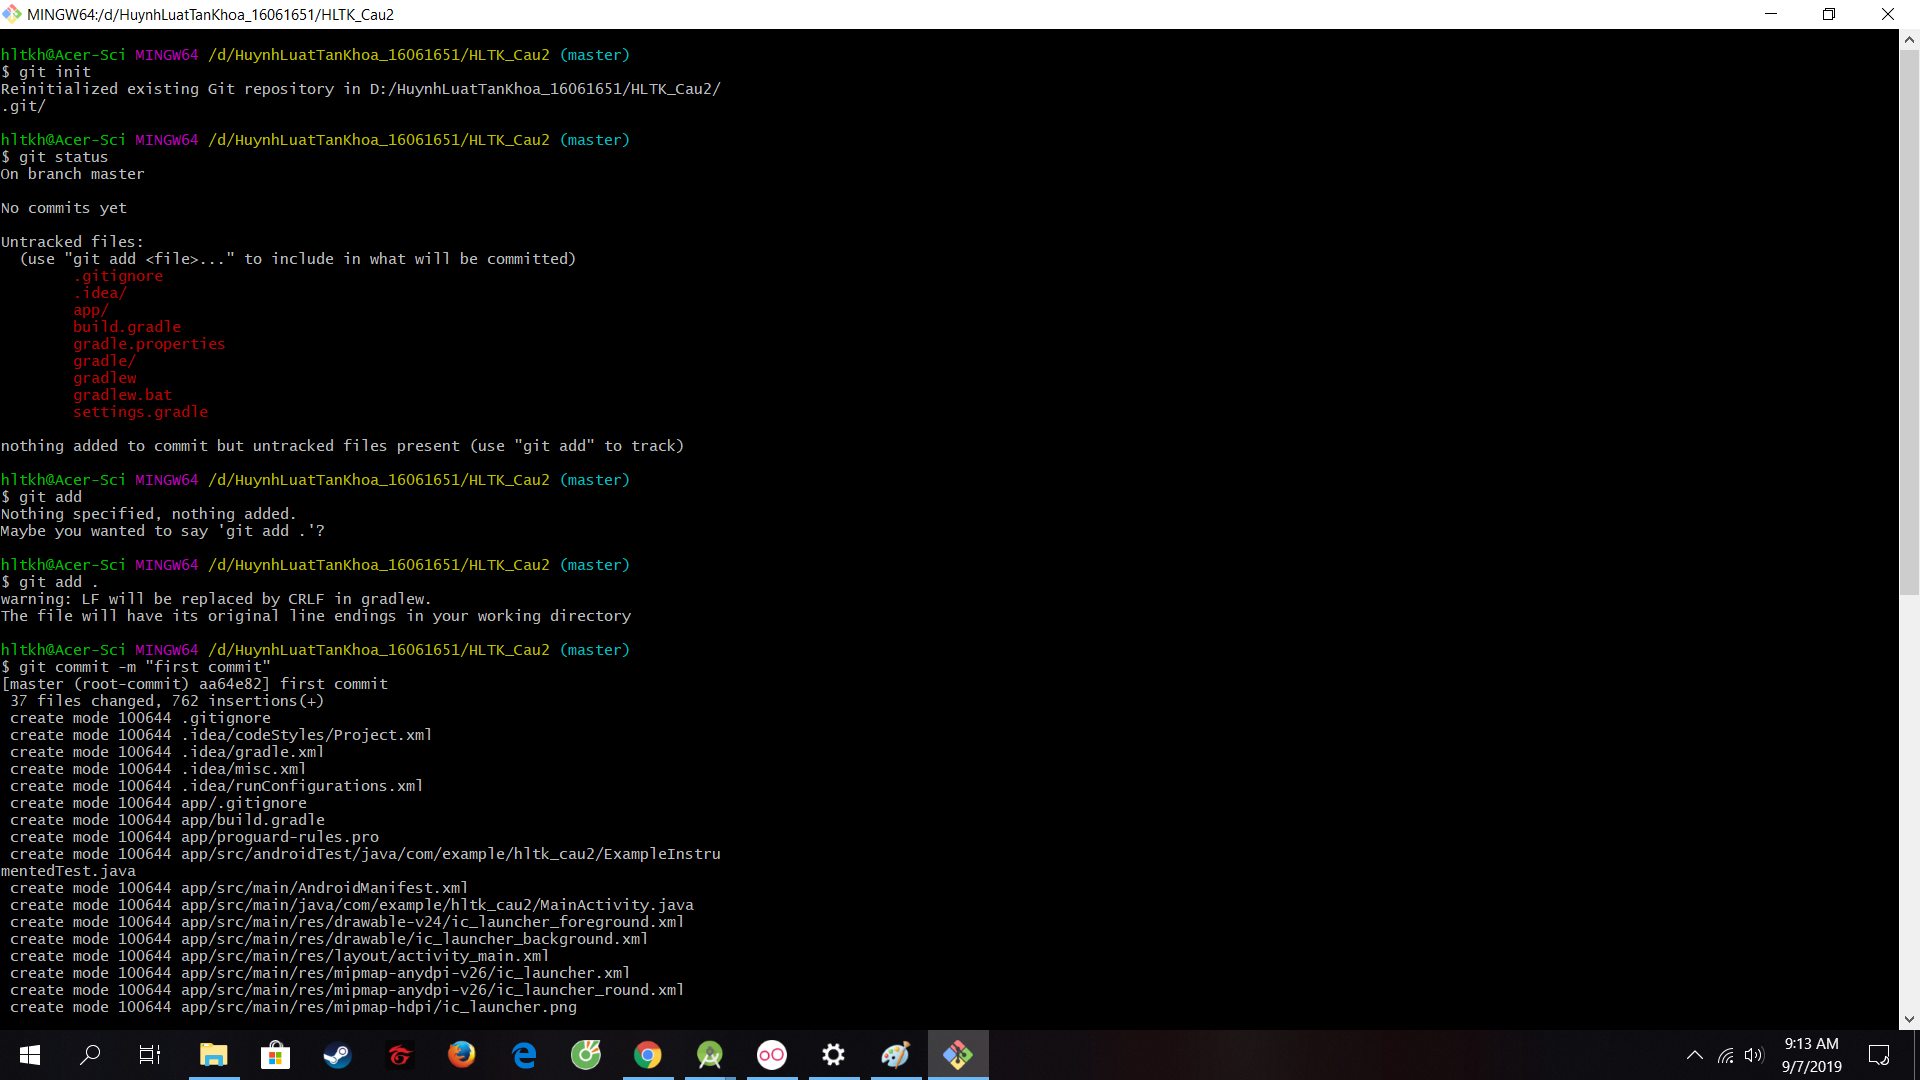 MINGW64:/d/HuynhLuatTanKhoa_16061651/HLTK_Cau2
hltkh@Acer-Sci MINGW64 /d/HuynhLuatTanKhoa_16061651/HLTK_Cau2 (master)
$ git init
Reinitialized existing Git repository in D:/HuynhLuatTanKhoa_16061651/HLTK_Cau2/
.git/
hltkh@Acer-Sci MINGW64 /d/HuynhLuatTanKhoa_16061651/HLTK_Cau2 (master)
$ git status
On branch master
No commits yet
Untracked files:
  (use "git add <file>..." to include in what will be committed)
        .gitignore
        .idea/
        app/
        build.gradle
        gradle.properties
        gradle/
        gradlew
        gradlew.bat
        settings.gradle
nothing added to commit but untracked files present (use "git add" to track)
hltkh@Acer-Sci MINGW64 /d/HuynhLuatTanKhoa_16061651/HLTK_Cau2 (master)
$ git add
Nothing specified, nothing added.
Maybe you wanted to say 'git add .'?
hltkh@Acer-Sci MINGW64 /d/HuynhLuatTanKhoa_16061651/HLTK_Cau2 (master)
$ git add .
warning: LF will be replaced by CRLF in gradlew.
The file will have its original line endings in your working directory
hltkh@Acer-Sci MINGW64 /d/HuynhLuatTanKhoa_16061651/HLTK_Cau2 (master)
$ git commit -m "first commit"
[master (root-commit) aa64e82] first commit
 37 files changed, 762 insertions(+)
 create mode 100644 .gitignore
 create mode 100644 .idea/codeStyles/Project.xml
 create mode 100644 .idea/gradle.xml
 create mode 100644 .idea/misc.xml
 create mode 100644 .idea/runConfigurations.xml
 create mode 100644 app/.gitignore
 create mode 100644 app/build.gradle
 create mode 100644 app/proguard-rules.pro
 create mode 100644 app/src/androidTest/java/com/example/hltk_cau2/ExampleInstru
mentedTest.java
 create mode 100644 app/src/main/AndroidManifest.xml
 create mode 100644 app/src/main/java/com/example/hltk_cau2/MainActivity.java
 create mode 100644 app/src/main/res/drawable-v24/ic_launcher_foreground.xml
 create mode 100644 app/src/main/res/drawable/ic_launcher_background.xml
 create mode 100644 app/src/main/res/layout/activity_main.xml
 create mode 100644 app/src/main/res/mipmap-anydpi-v26/ic_launcher.xml
 create mode 100644 app/src/main/res/mipmap-anydpi-v26/ic_launcher_round.xml
 create mode 100644 app/src/main/res/mipmap-hdpi/ic_launcher.png
9:13 AM
9/7/2019